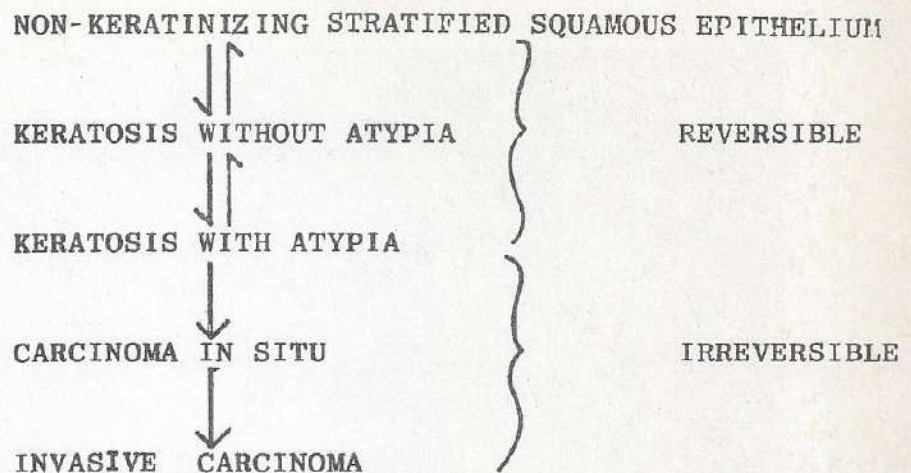 NON-KERATINIZING STRATIFIED SQUAMOUS EPITHELIUM
KERATOSIS WITHOUT ATYPIA REVERSIBLE
KERATOSIS WITH ATYPIA
CARCINOMA IN SITU IRREVERSIBLE
INVASIVE CARCINOMA